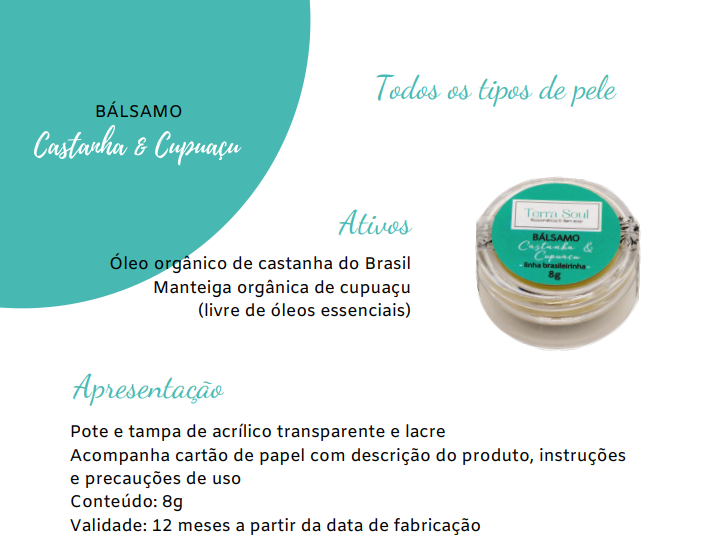 BÁLSAMO
Castanha & Cupuaçu
Todos os tipos de pele
Ativos
Óleo orgânico de castanha do Brasil
Manteiga orgânica de cupuaçu
(livre de óleos essenciais)
Terra Soul
BÁLSAMO
Castanha &
Cupuaçu
linha brasileirinha
8g
Apresentação
Pote e tampa de acrílico transparente e lacre
Acompanha cartão de papel com descrição do produto, instruções
e precauções de uso
Conteúdo: 8g
Validade: 12 meses a partir da data de fabricação